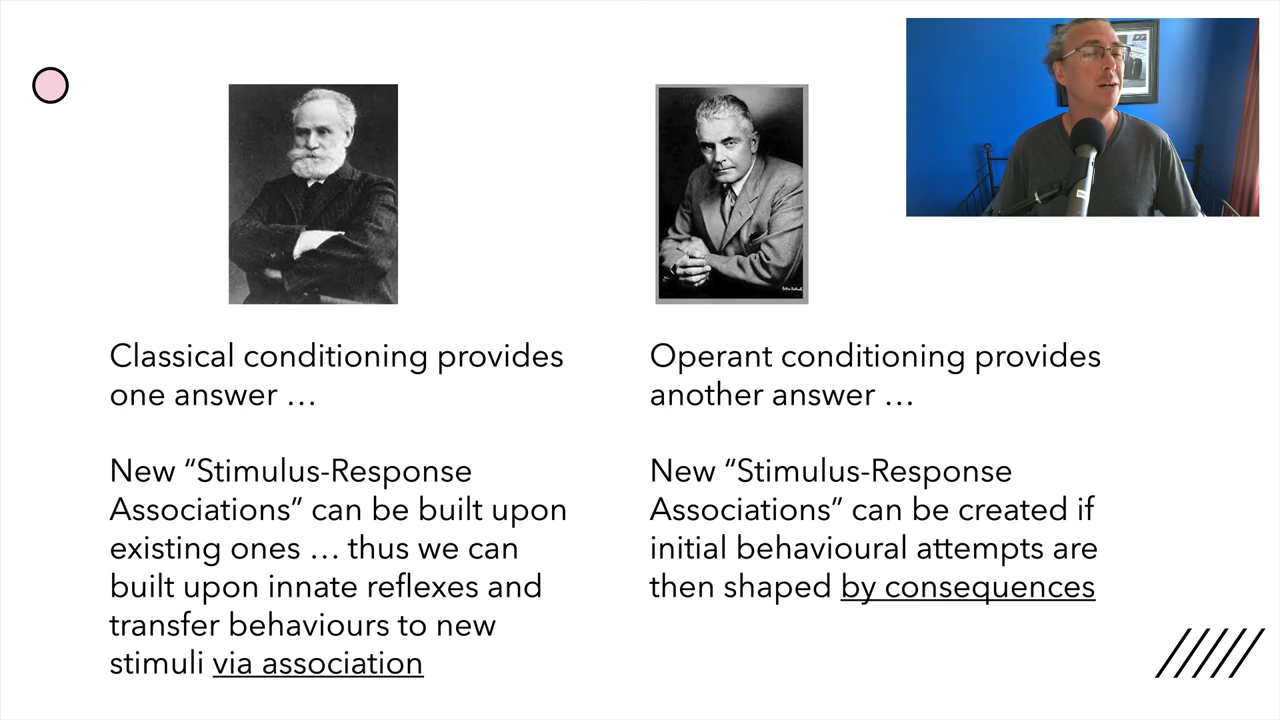 Classical conditioning provides
one answer …
New “Stimulus-Response
Associations” can be built upon
existing ones … thus we can
built upon innate reflexes and
transfer behaviours to new
stimuli via association
Operant conditioning provides
another answer …
New “Stimulus-Response
Associations” can be created if
initial behavioural attempts are
then shaped by consequences